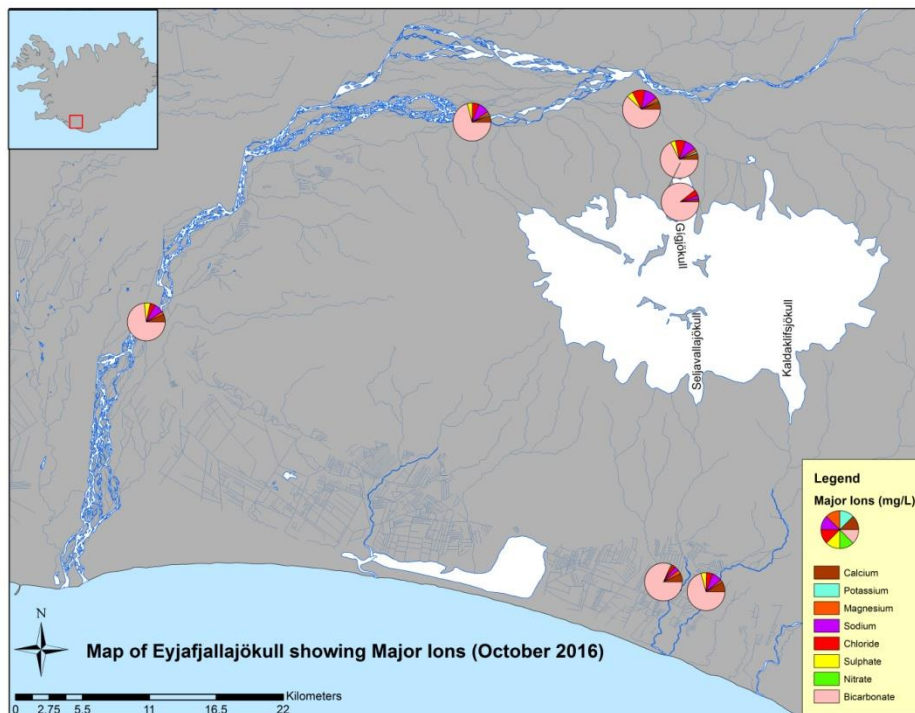 Gígjökull
Seljavallajökull
Kaldaklifsjökull
Legend
Major Ions (mg/L)
Calcium
Potassium
Magnesium
Sodium
Chloride
Sulphate
Nitrate
Bicarbonate
N
Map of Eyjafjallajökull showing Major Ions (October 2016)
Kilometers
0 2.75 5.5 11 16.5 22